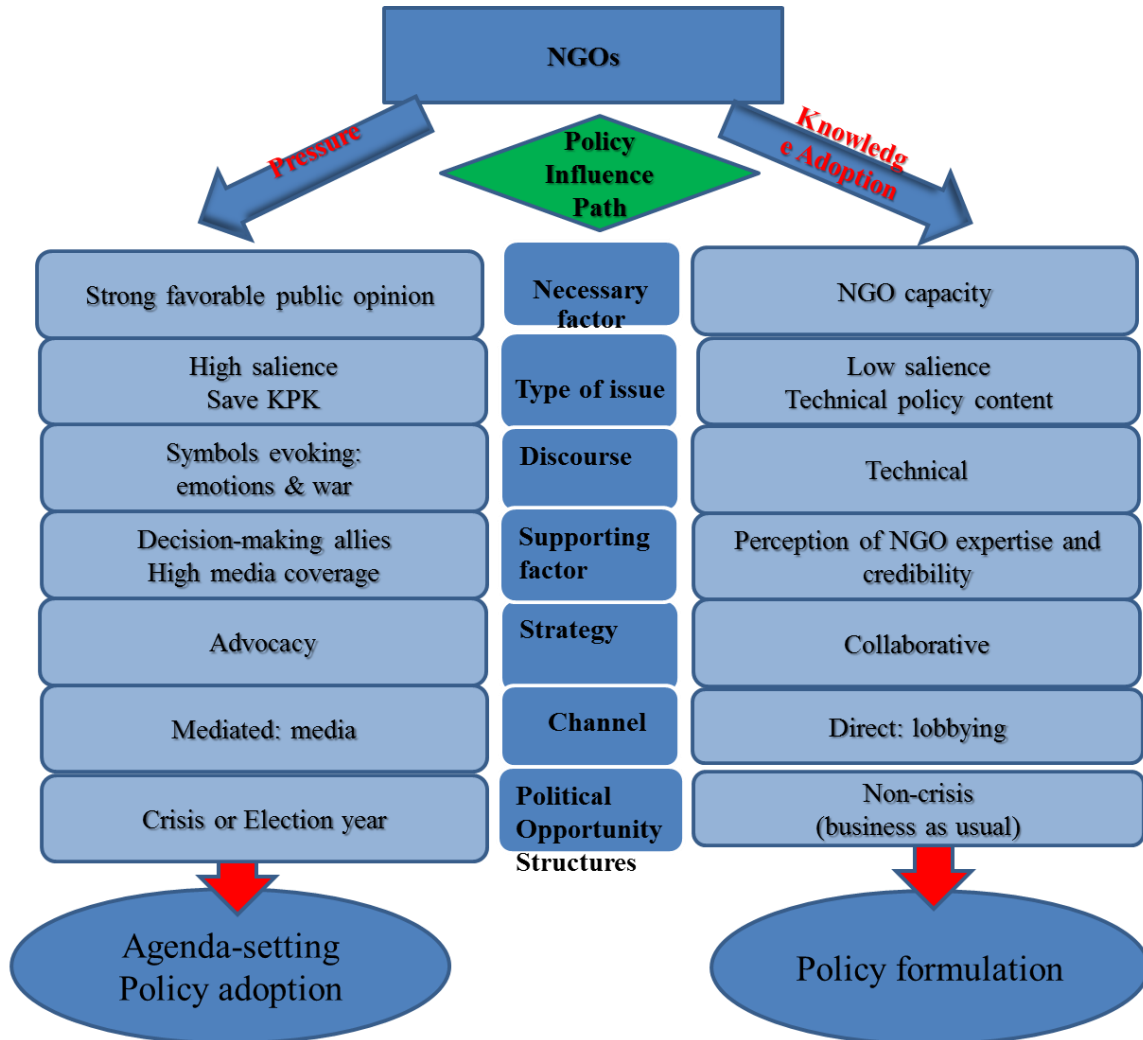 NGOs
Pressure
Policy
Influence
Path
Knowledg
e Adoption
Strong favorable public opinion
Necessary
factor
NGO capacity
High salience
Save KPK
Type of issue
Low salience
Technical policy content
Symbols evoking:
emotions & war
Discourse
Technical
Decision-making allies
High media coverage
Supporting
factor
Perception of NGO expertise and
credibility
Advocacy
Strategy
Collaborative
Mediated: media
Channel
Direct: lobbying
Crisis or Election year
Political
Opportunity
Structures
Non-crisis
(business as usual)
Agenda-setting
Policy adoption
Policy formulation